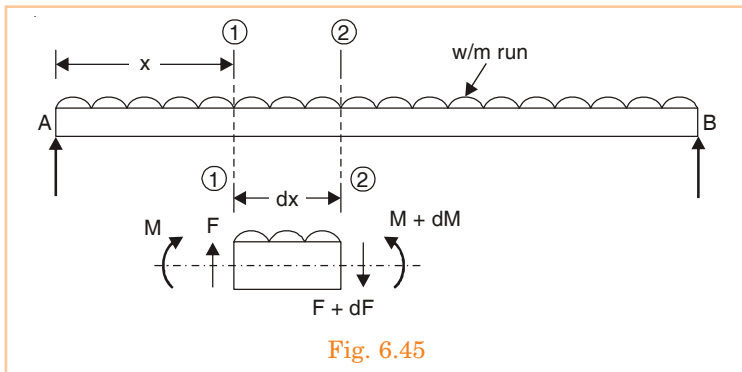 ① ②
x
w/m run
A B
① ②
dx
M F M + dM
F + dF
Fig. 6.45